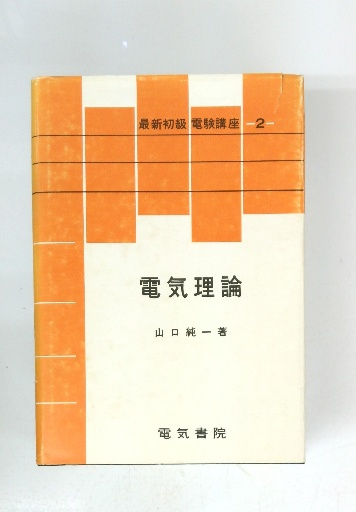 最新初級 電験講座 -2-
電気理論
山口純一著
電気書院